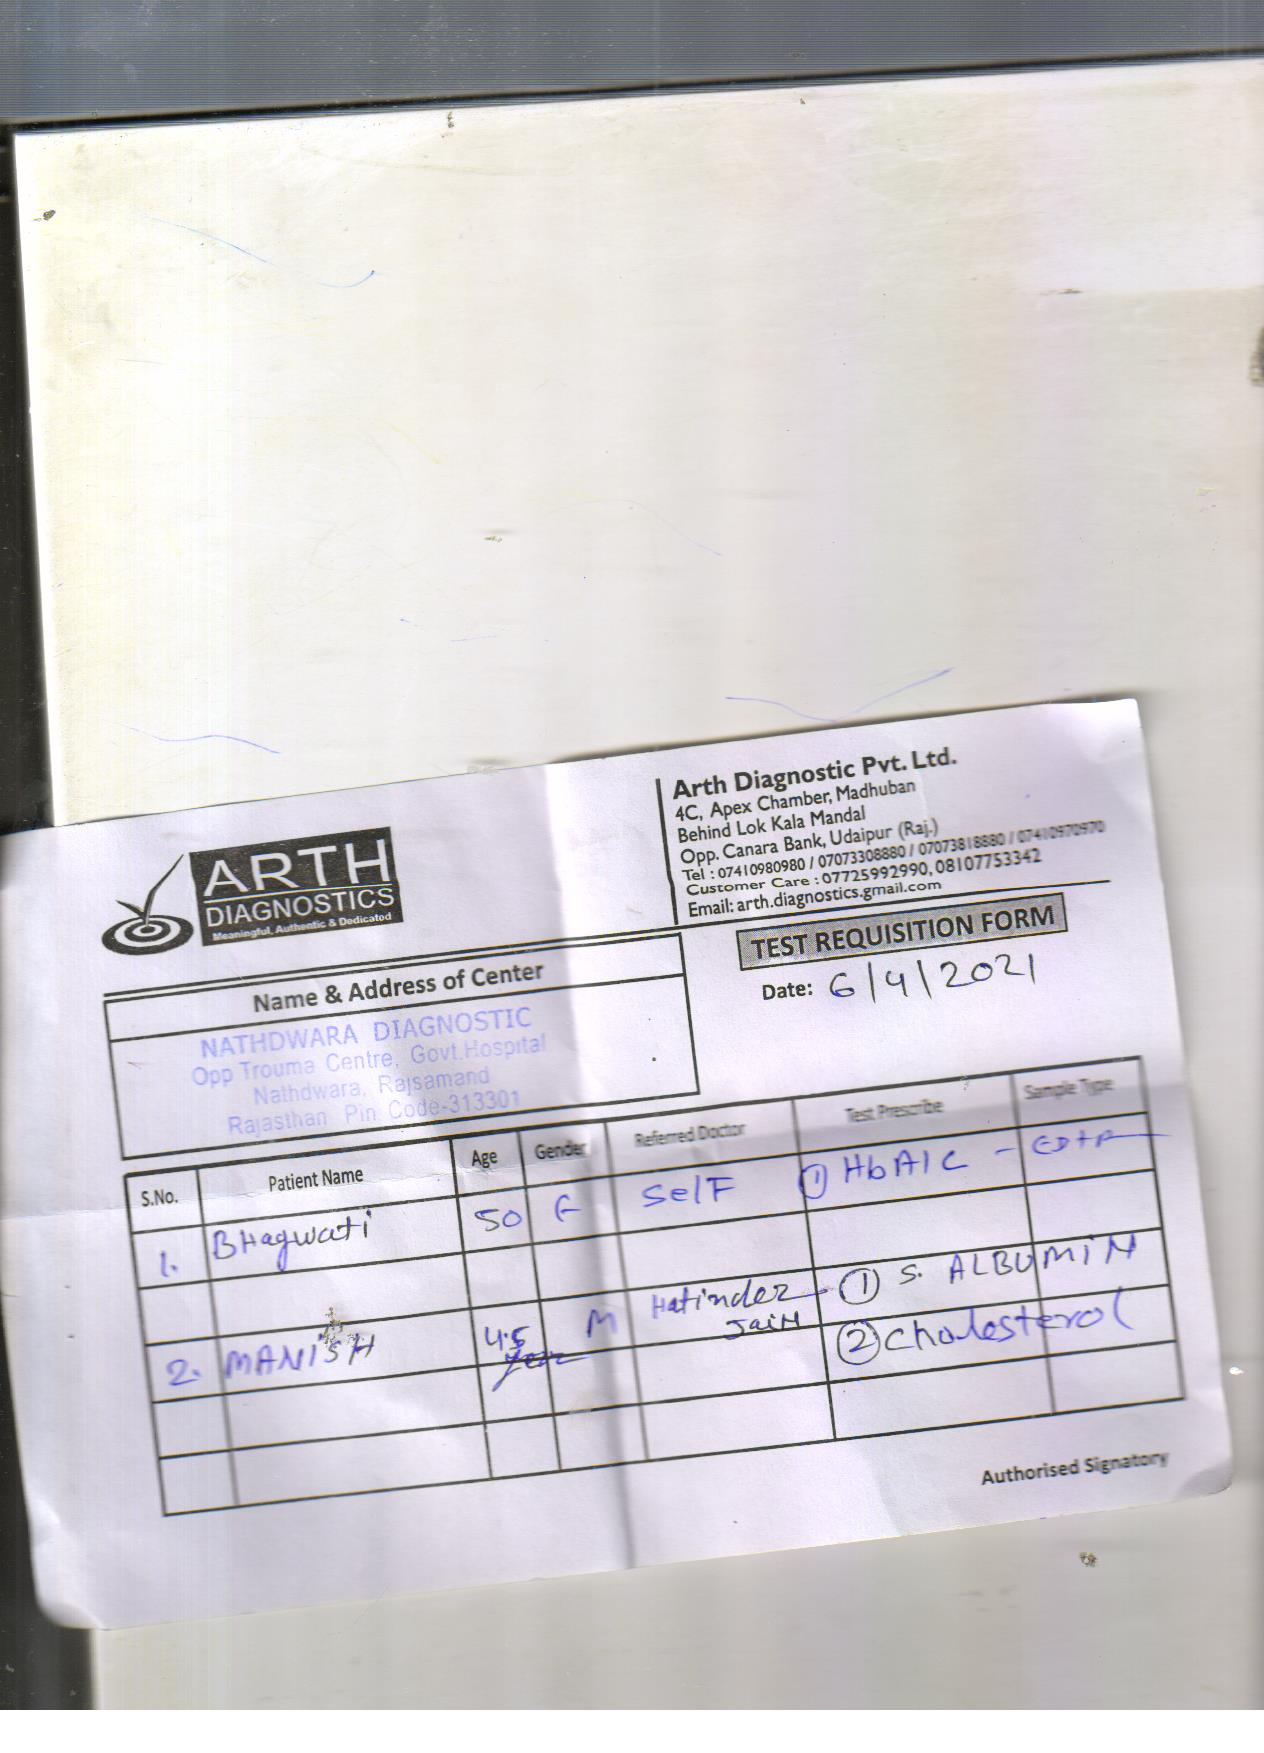 ARTH
DIAGNOSTICS
Meaningful, Authentic & Dedicated
Arth Diagnostic Pvt. Ltd.
4C, Apex Chamber, Madhuban
Behind Lok Kala Mandal
Opp. Canara Bank, Udaipur (Raj.)
Tel : 07410980980 / 07073308880 / 07073818880 / 07410970970
Customer Care : 07725992990, 08107753342
Email: arth.diagnostics.gmail.com
TEST REQUISITION FORM
Date: 6/4/2021
Name & Address of Center
NATHDWARA DIAGNOSTIC
Opp Trouma Centre, Govt.Hospital
Nathdwara, Rajsamand
Rajasthan Pin Code-313301
S.No. Patient Name Age Gender Referred Doctor Test Prescribe Sample Type
1. BHagwati 50 F SelF ① HbA1C - EDTA
2. MANISH 45 year M Hatinder JaiN ① S. ALBUMiN
② Cholesterol
Authorised Signatory